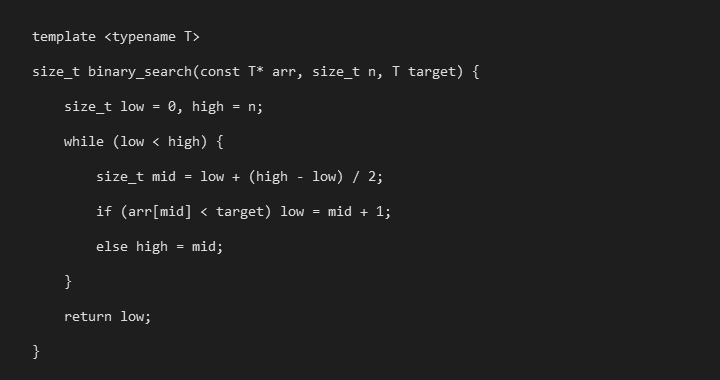 template <typename T>
size_t binary_search(const T* arr, size_t n, T target) {
    size_t low = 0, high = n;
    while (low < high) {
        size_t mid = low + (high - low) / 2;
        if (arr[mid] < target) low = mid + 1;
        else high = mid;
    }
    return low;
}